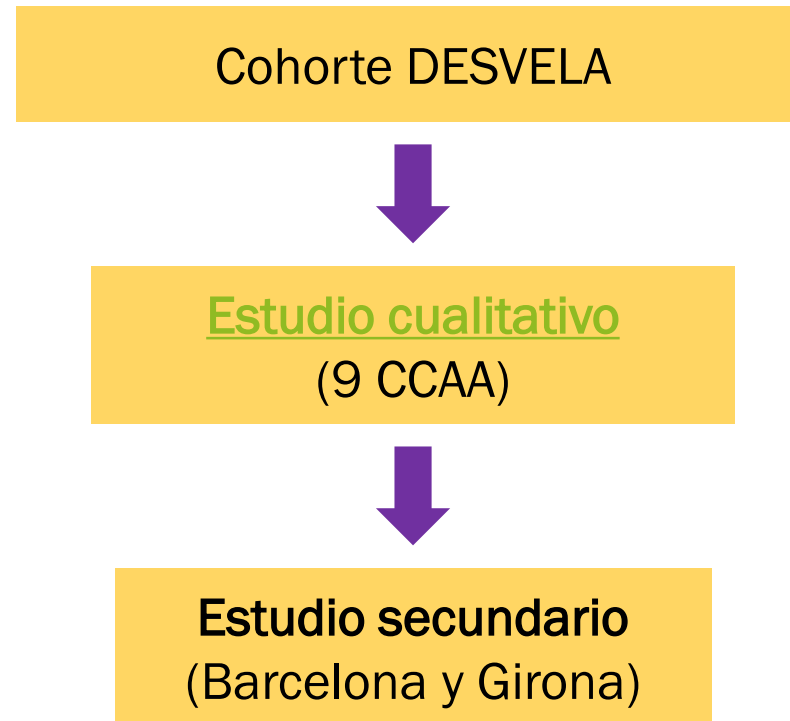 Cohorte DESVELA
Estudio cualitativo
(9 CCAA)
Estudio secundario
(Barcelona y Girona)